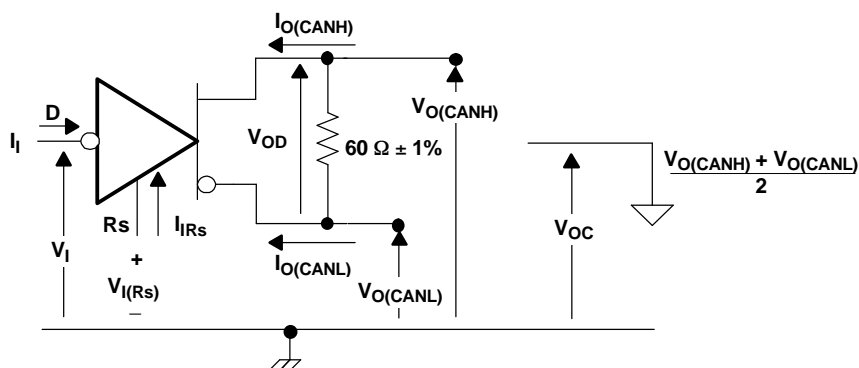 I_O(CANH)
D
I_I
V_OD
60 Ω ± 1%
V_O(CANH)
V_O(CANH) + V_O(CANL)
2
Rs
I_IRs
V_I
+
V_I(Rs)
–
I_O(CANL)
V_O(CANL)
V_OC